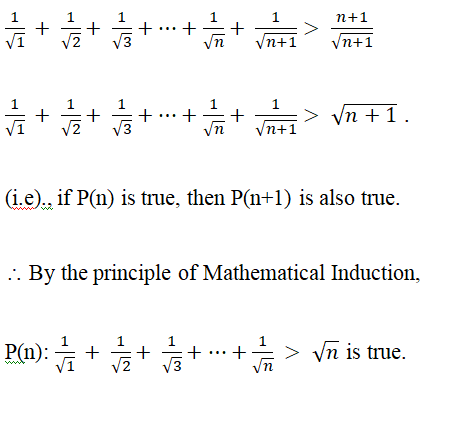 1/√1 + 1/√2 + 1/√3 + ⋯ + 1/√n + 1/√n+1 > n+1/√n+1
1/√1 + 1/√2 + 1/√3 + ⋯ + 1/√n + 1/√n+1 > √n + 1 .
(i.e)., if P(n) is true, then P(n+1) is also true.
∴ By the principle of Mathematical Induction,
P(n): 1/√1 + 1/√2 + 1/√3 + ⋯ + 1/√n > √n is true.